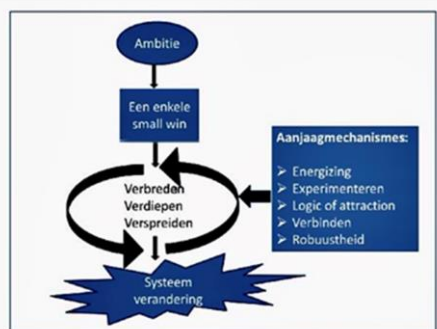 Ambitie
Een enkele
small win
Verbreden
Verdiepen
Verspreiden
Systeem
verandering
Aanjaagmechanismes:
➢ Energizing
➢ Experimenteren
➢ Logic of attraction
➢ Verbinden
➢ Robuustheid